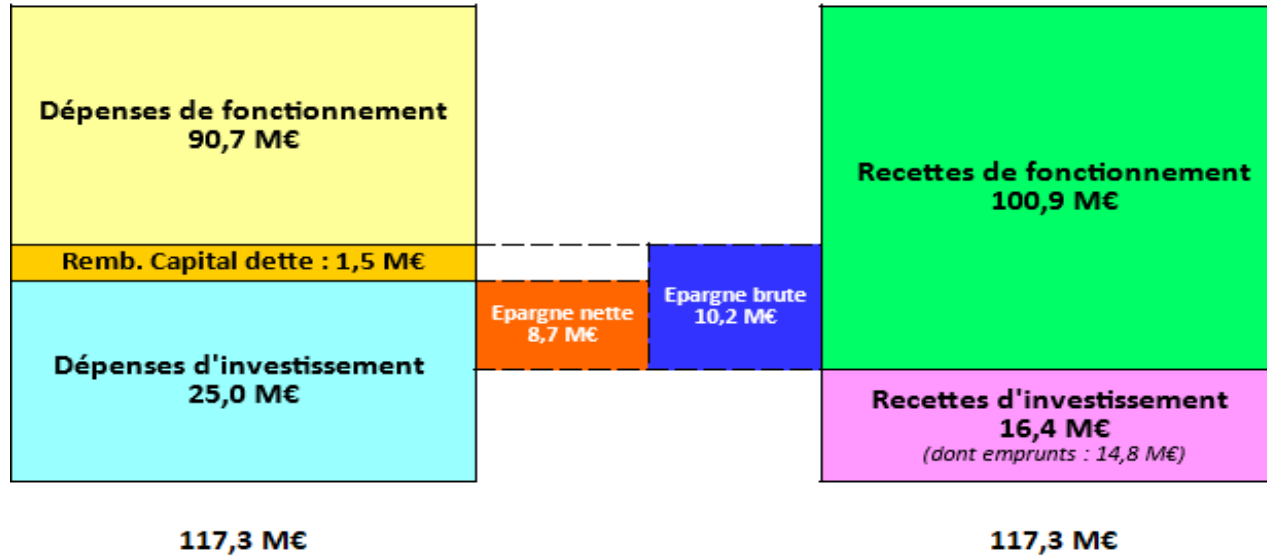 Dépenses de fonctionnement
90,7 M€
Remb. Capital dette : 1,5 M€
Dépenses d'investissement
25,0 M€
117,3 M€
Epargne nette
8,7 M€
Epargne brute
10,2 M€
Recettes de fonctionnement
100,9 M€
Recettes d'investissement
16,4 M€
(dont emprunts : 14,8 M€)
117,3 M€